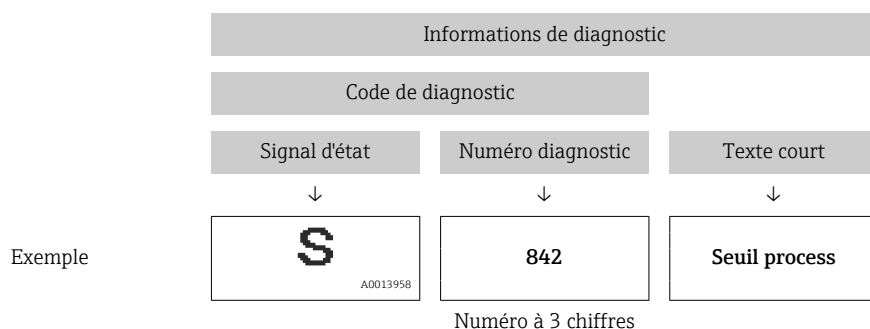 Informations de diagnostic
Code de diagnostic
Signal d'état Numéro diagnostic Texte court
↓ ↓ ↓
Exemple S 842 Seuil process
A0013958
Numéro à 3 chiffres